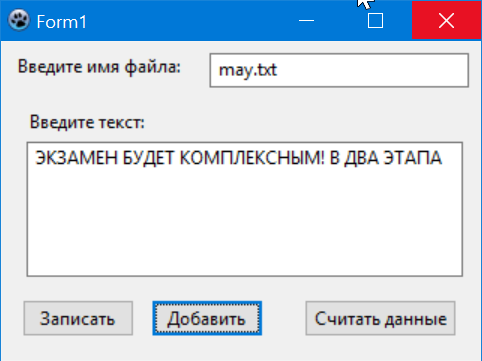 Form1
Введите имя файла:
may.txt
Введите текст:
ЭКЗАМЕН БУДЕТ КОМПЛЕКСНЫМ! В ДВА ЭТАПА
Записать
Добавить
Считать данные